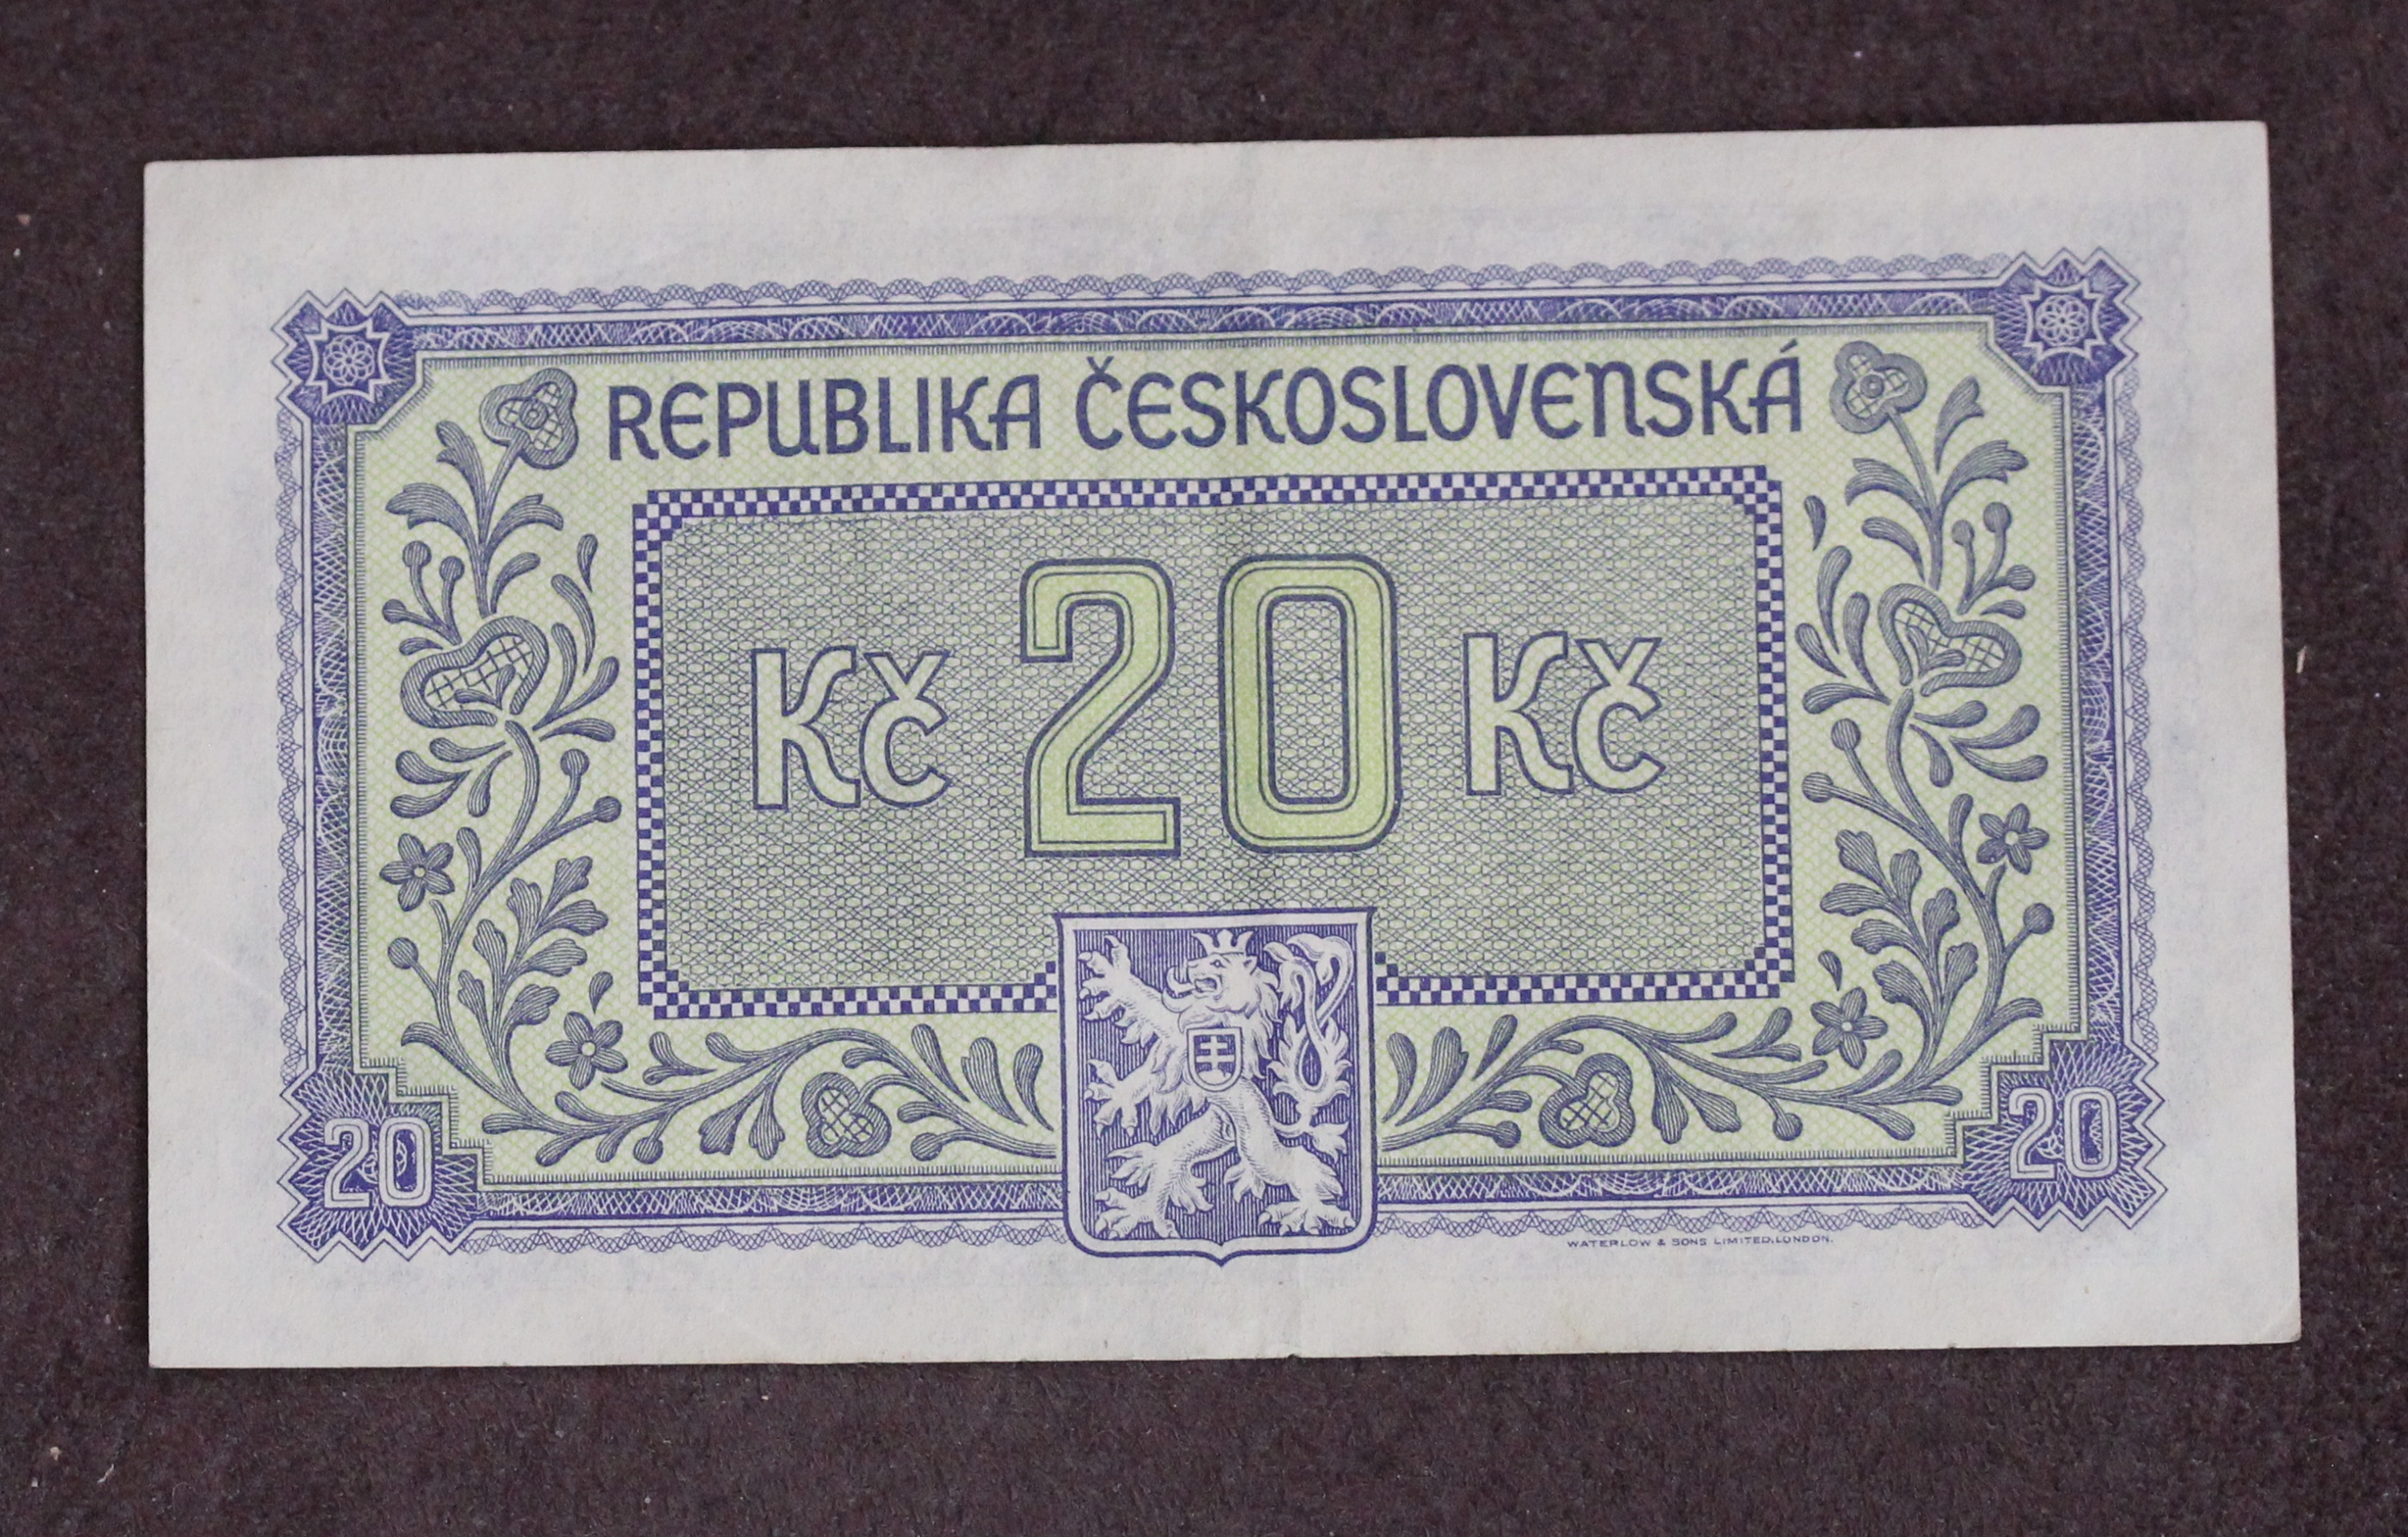 REPUBLIKA ČESKOSLOVENSKÁ
Kč 20 Kč
20 20
WATERLOW & SONS LIMITED, LONDON.